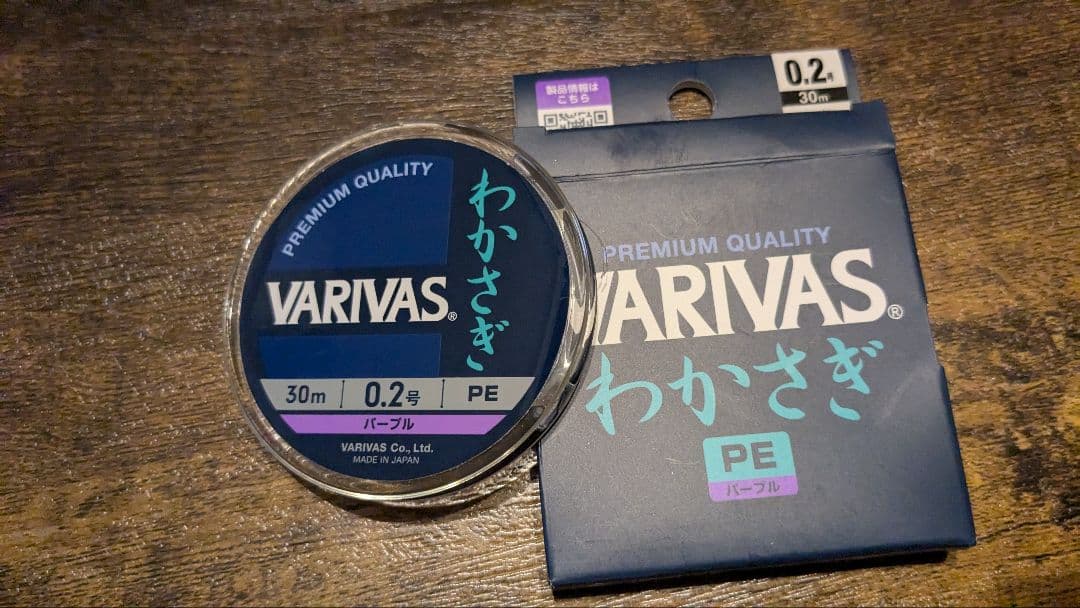 PREMIUM QUALITY
わかさぎ
VARIVAS®
30m 0.2号 PE
パープル
VARIVAS Co., Ltd.
MADE IN JAPAN
製品情報は
こちら
0.2号
30m
PREMIUM QUALITY
VARIVAS®
わかさぎ
PE
パープル